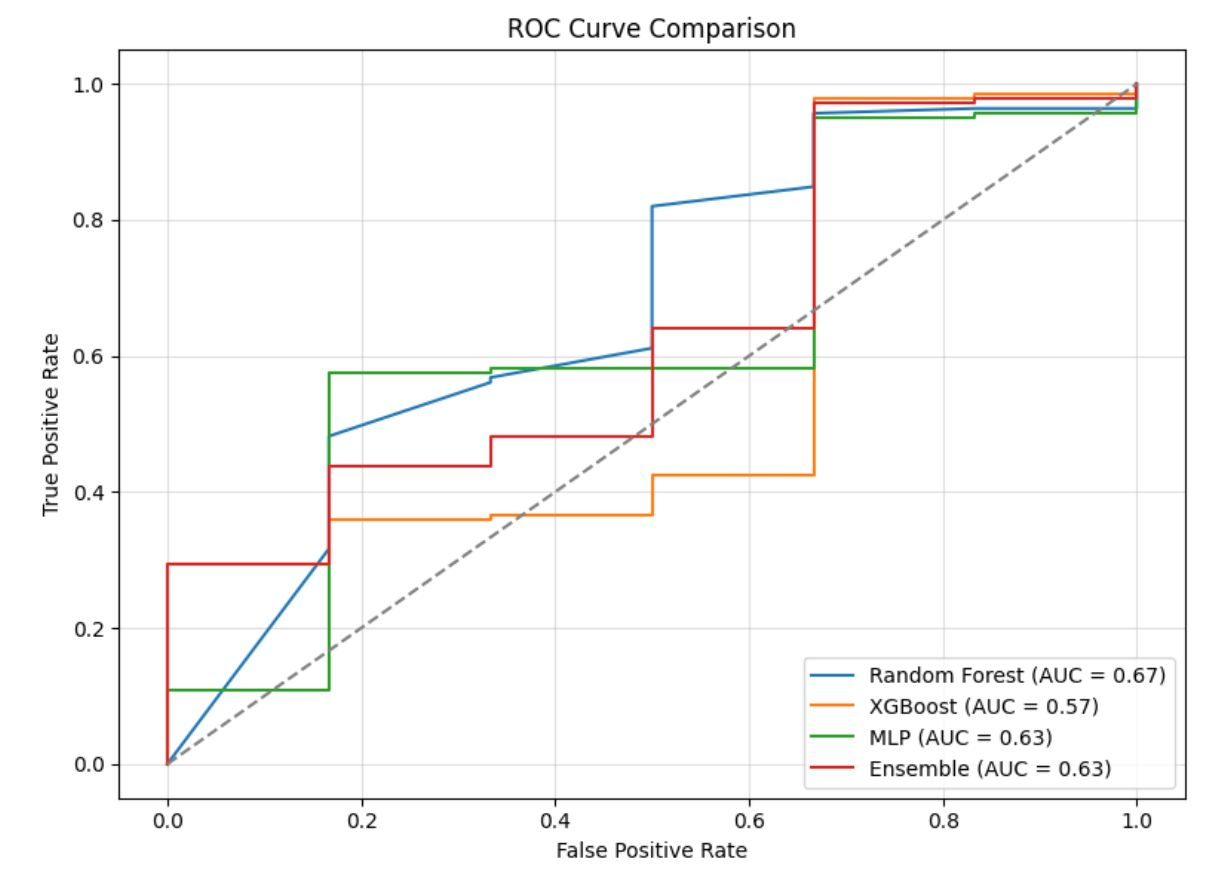 ROC Curve Comparison
True Positive Rate
1.0
0.8
0.6
0.4
0.2
0.0
Random Forest (AUC = 0.67)
XGBoost (AUC = 0.57)
MLP (AUC = 0.63)
Ensemble (AUC = 0.63)
0.0 0.2 0.4 0.6 0.8 1.0
False Positive Rate